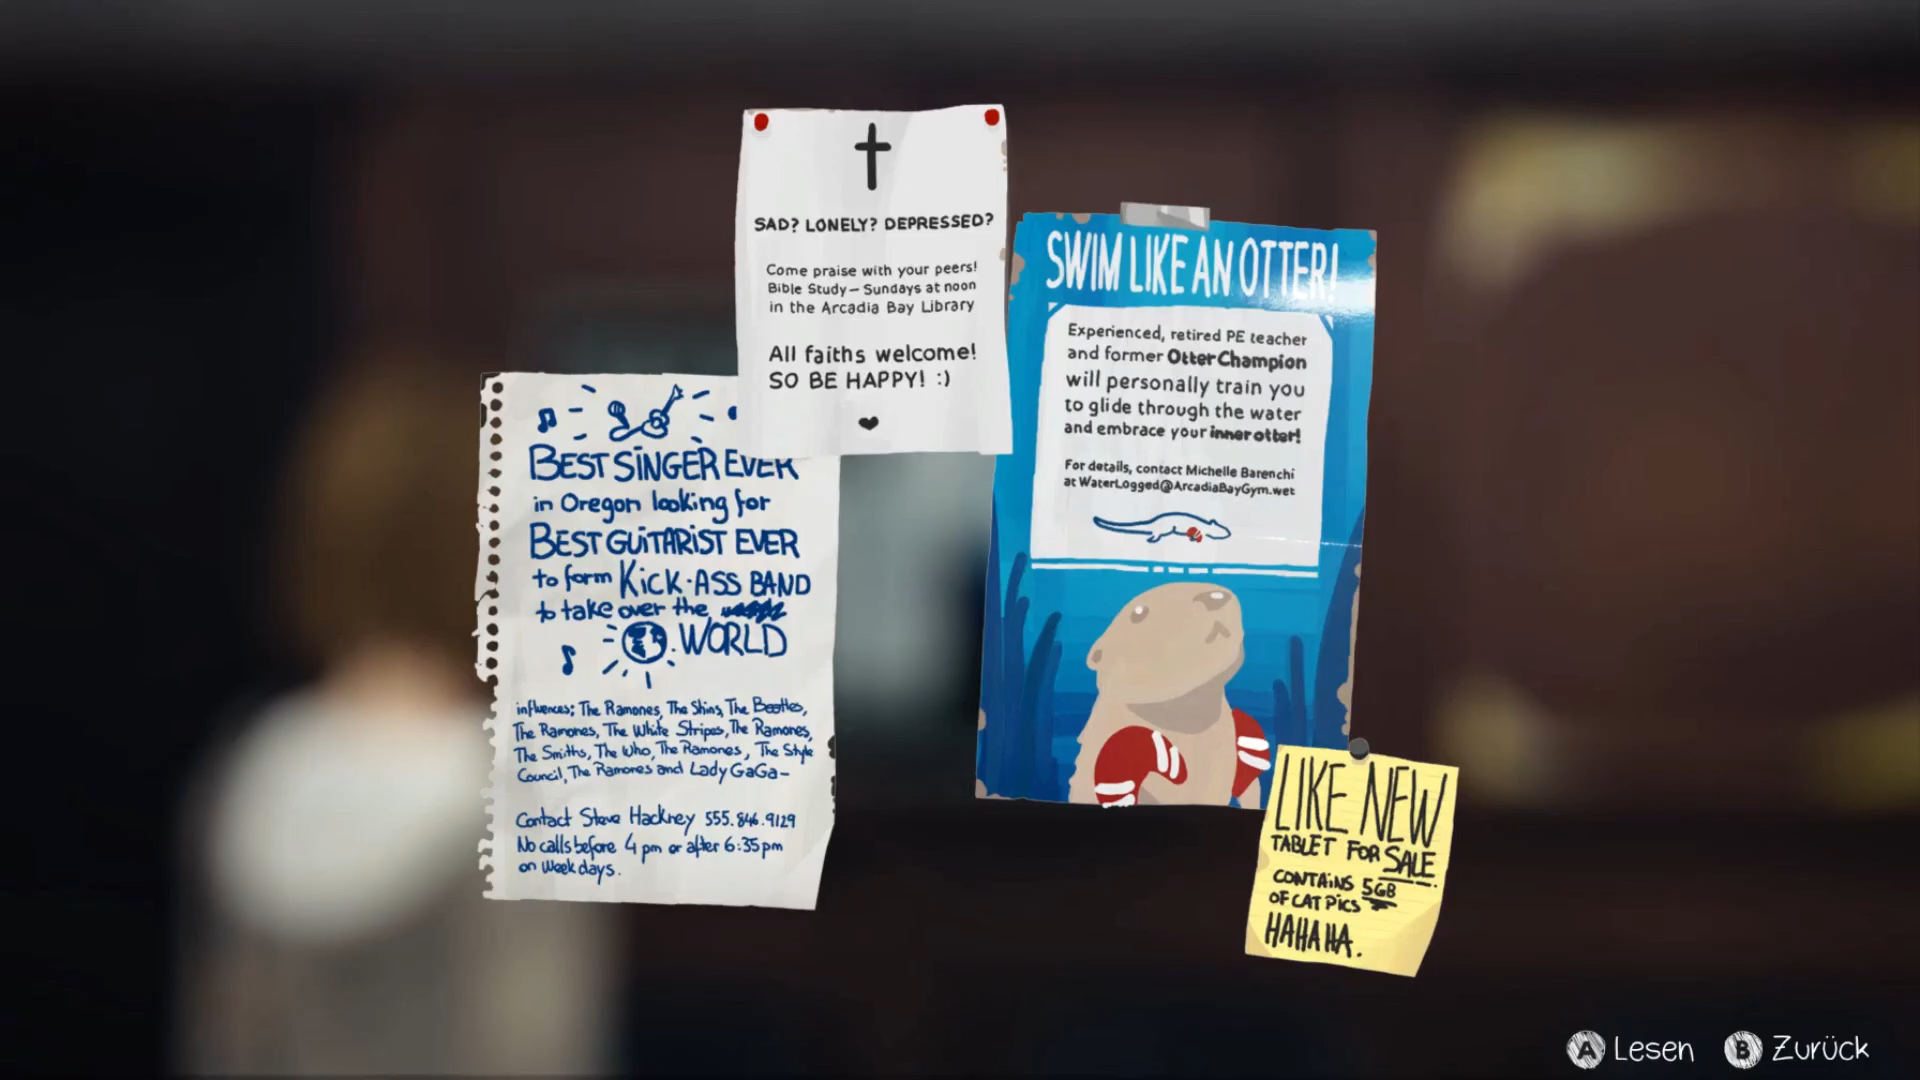 SAD? LONELY? DEPRESSED?
Come praise with your peers!
Bible Study - Sundays at noon
in the Arcadia Bay Library
All faiths welcome!
SO BE HAPPY! :)
SWIM LIKE AN OTTER!
Experienced, retired PE teacher
and former Otter Champion
will personally train you
to glide through the water
and embrace your inner otter!
For details, contact Michelle Barenchi
at WaterLogged@ArcadiaBayGym.wet
BEST SINGER EVER
in Oregon looking for
BEST GUITARIST EVER
to form KICK-ASS BAND
to take over the
WORLD
influences: The Ramones, The Shins, The Beatles,
The Ramones, The White Stripes, The Ramones,
The Smiths, The Who, The Ramones, The Style
Council, The Ramones and Lady GaGa-
Contact Steve Hackney 555.846.9129
No calls before 4 pm or after 6:35 pm
on weekdays.
LIKE NEW
TABLET FOR SALE
CONTAINS 5GB
OF CAT PICS
HAHAHA.
A Lesen B Zurück